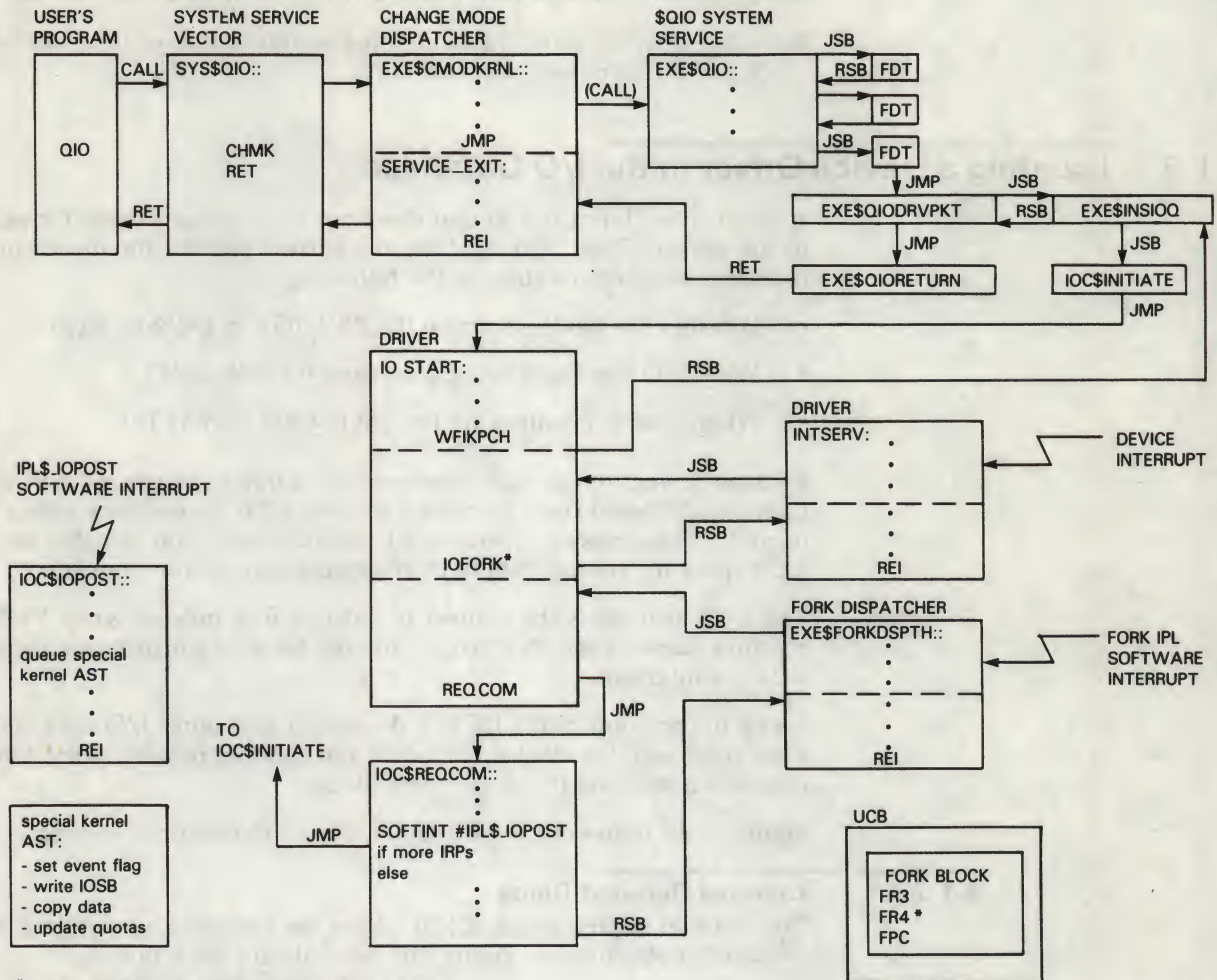 USER'S
PROGRAM
SYSTEM SERVICE
VECTOR
CHANGE MODE
DISPATCHER
$QIO SYSTEM
SERVICE
QIO
CALL
RET
SYS$QIO::
CHMK
RET
EXE$CMODKRNL::
JMP
SERVICE_EXIT:
REI
(CALL)
EXE$QIO::
JSB
RSB
FDT
FDT
JSB
FDT
JMP
EXE$QIODRVPKT
JSB
RSB
EXE$INSIOQ
JMP
JSB
RET
EXE$QIORETURN
IOC$INITIATE
JMP
DRIVER
IO START:
WFIKPCH
RSB
DRIVER
INTSERV:
REI
DEVICE
INTERRUPT
JSB
RSB
IOFORK*
IPL$_IOPOST
SOFTWARE INTERRUPT
IOC$IOPOST::
queue special
kernel AST
REI
JSB
FORK DISPATCHER
EXE$FORKDSPTH::
REI
FORK IPL
SOFTWARE
INTERRUPT
REQCOM
JMP
TO
IOC$INITIATE
JMP
IOC$REQCOM::
SOFTINT #IPL$_IOPOST
if more IRPs
else
RSB
special kernel
AST:
- set event flag
- write IOSB
- copy data
- update quotas
UCB
FORK BLOCK
FR3
FR4 *
FPC